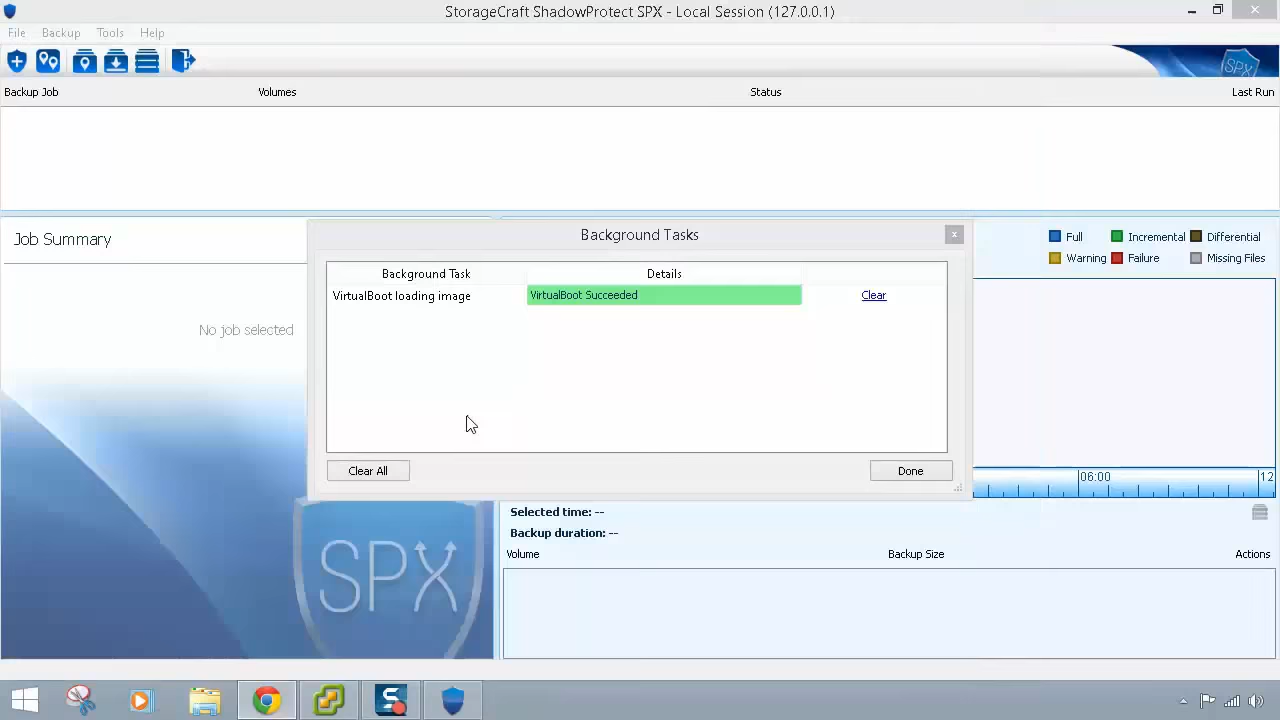 StorageCraft ShadowProtect SPX - Local Session (127.0.0.1)
File Backup Tools Help
SPX
Backup Job Volumes Status Last Run
Job Summary
No job selected
Background Tasks
Background Task Details
VirtualBoot loading image VirtualBoot Succeeded Clear
Clear All Done
Full Incremental Differential
Warning Failure Missing Files
06:00 12
SPX
Selected time: --
Backup duration: --
Volume Backup Size Actions